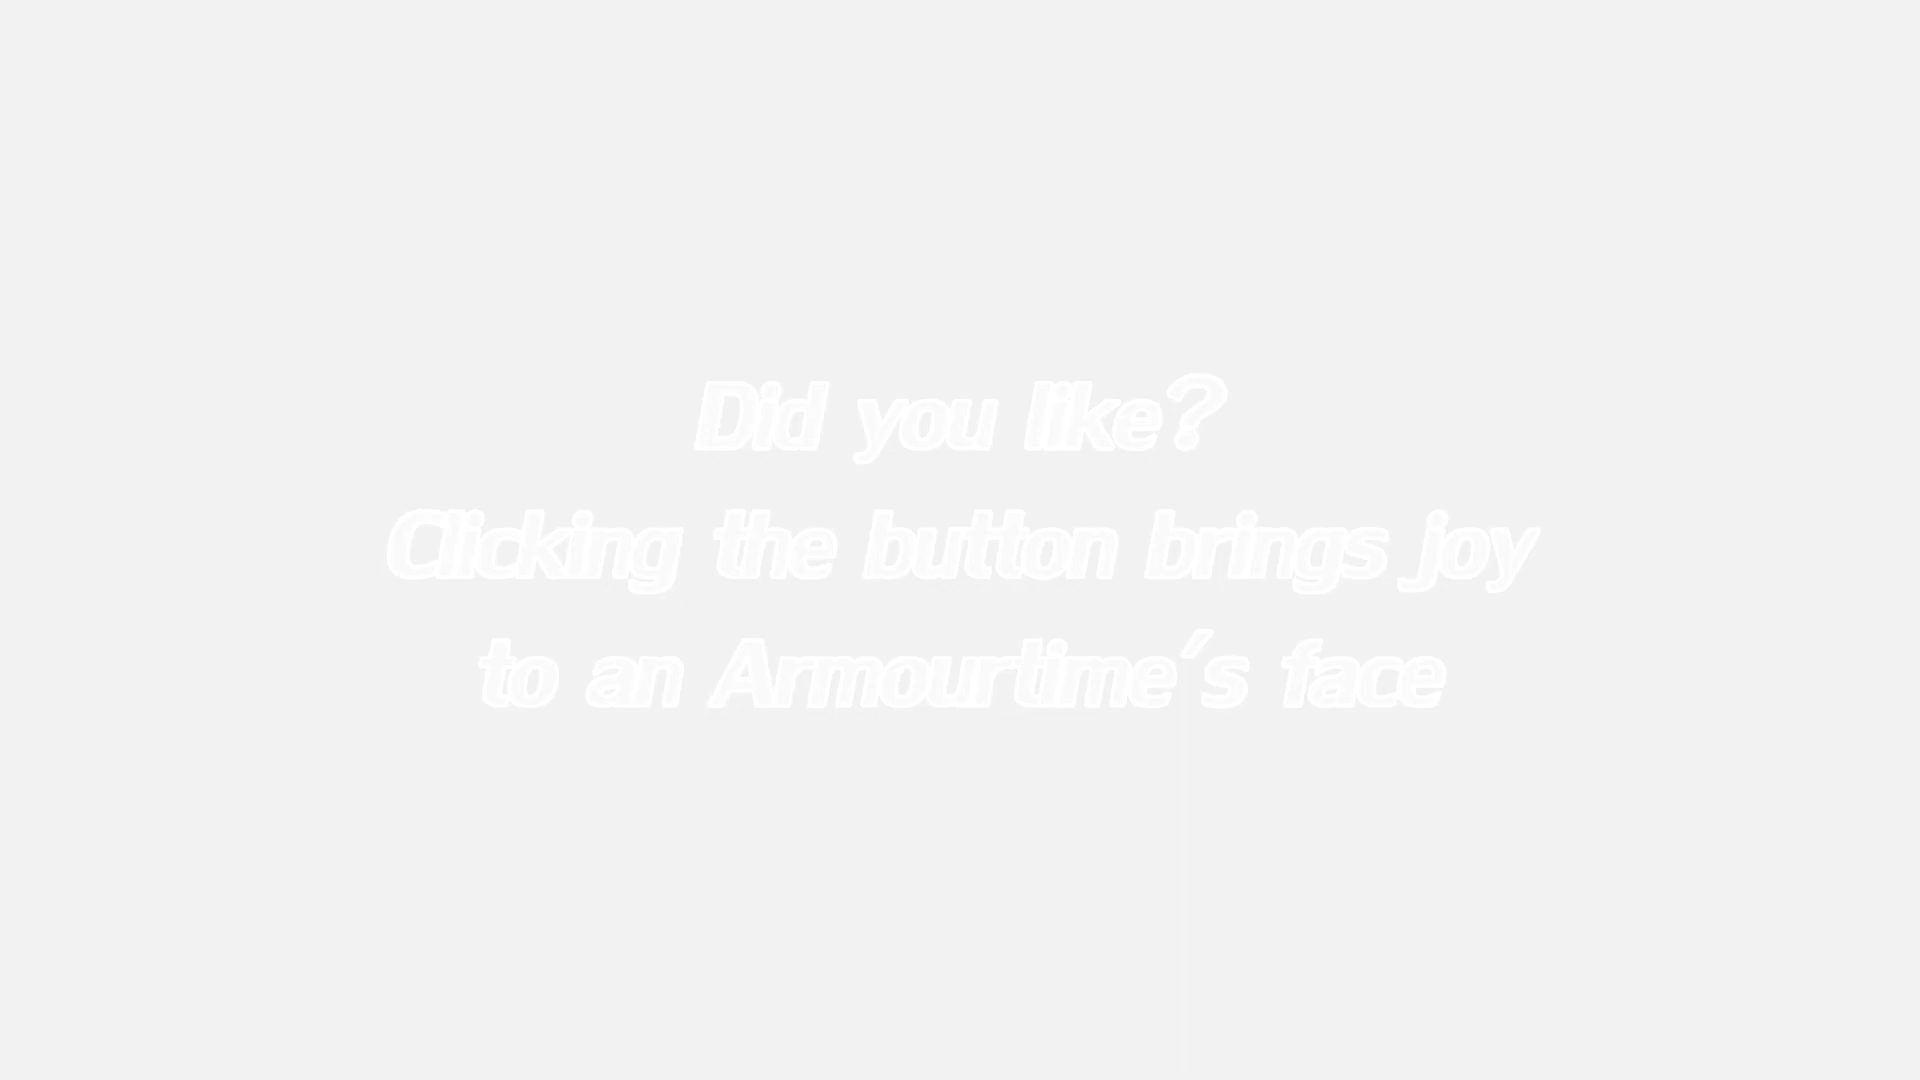 Did you like?
Clicking the button brings joy
to an Armourtime's face